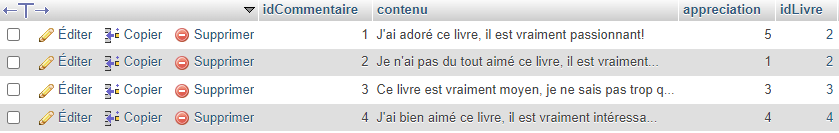 idCommentaire contenu appreciation idLivre
Éditer Copier Supprimer 1 J'ai adoré ce livre, il est vraiment passionnant! 5 2
Éditer Copier Supprimer 2 Je n'ai pas du tout aimé ce livre, il est vraiment... 1 2
Éditer Copier Supprimer 3 Ce livre est vraiment moyen, je ne sais pas trop q... 3 3
Éditer Copier Supprimer 4 J'ai bien aimé ce livre, il est vraiment intéressa... 4 4